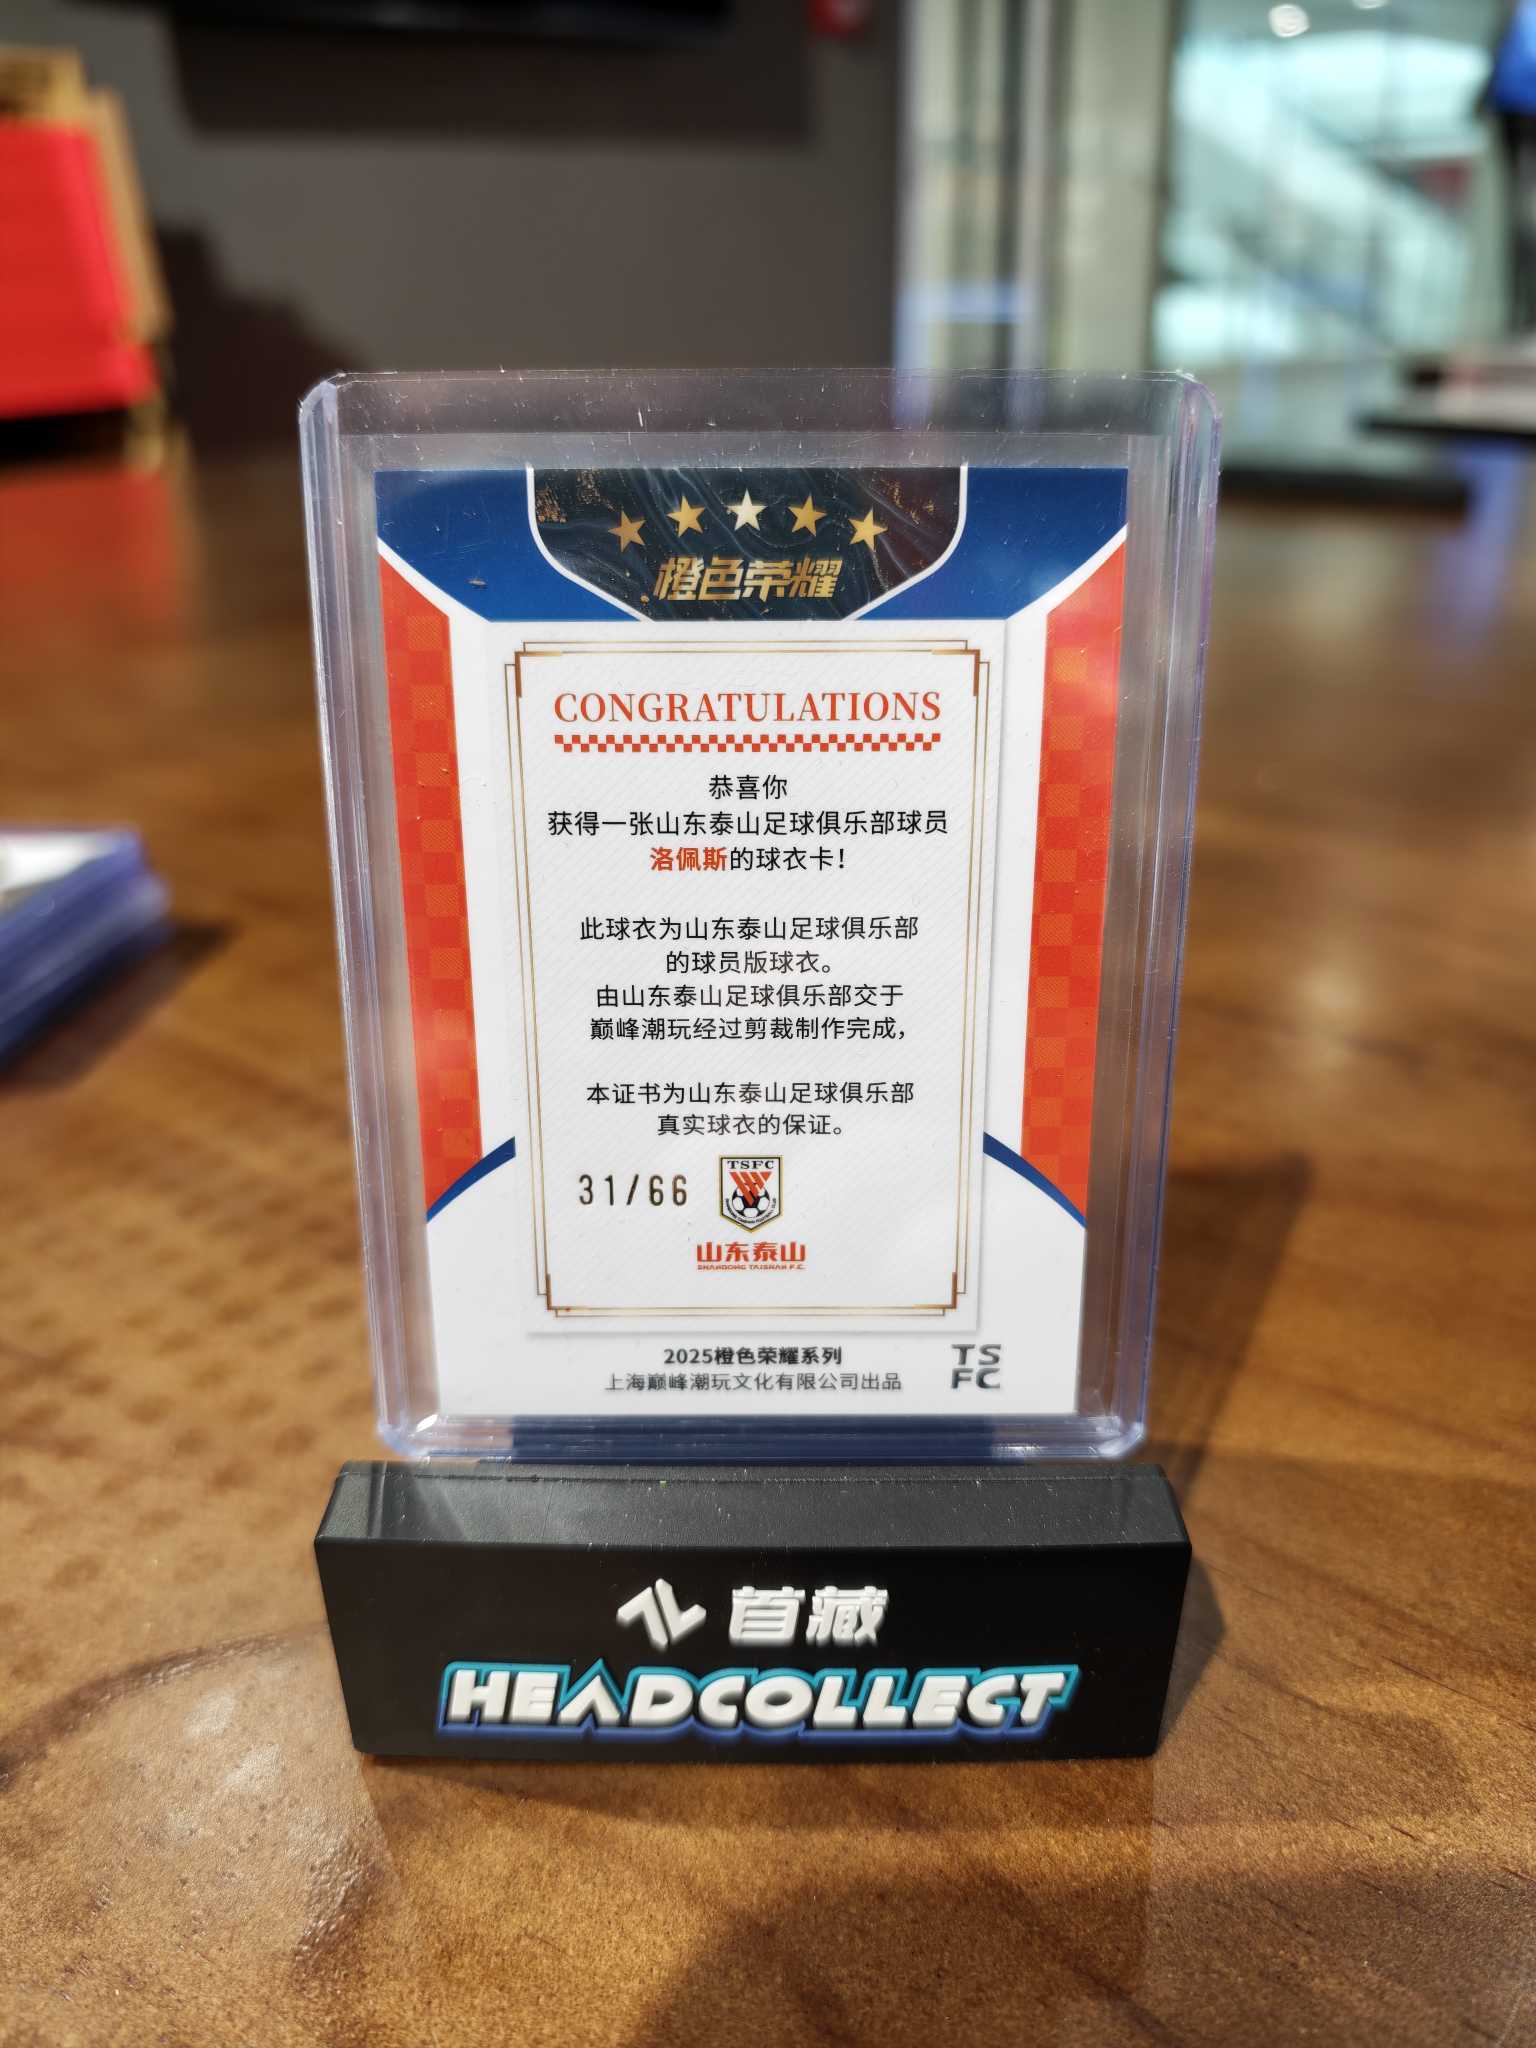 橙色荣耀
CONGRATULATIONS
恭喜你
获得一张山东泰山足球俱乐部球员
洛佩斯的球衣卡！
此球衣为山东泰山足球俱乐部
的球员版球衣。
由山东泰山足球俱乐部交于
巅峰潮玩经过剪裁制作完成，
本证书为山东泰山足球俱乐部
真实球衣的保证。
31/66
TSFC
山东泰山
SHANDONG TAISHAN F.C.
2025橙色荣耀系列
上海巅峰潮玩文化有限公司出品
TS
FC
首藏
HEADCOLLECT